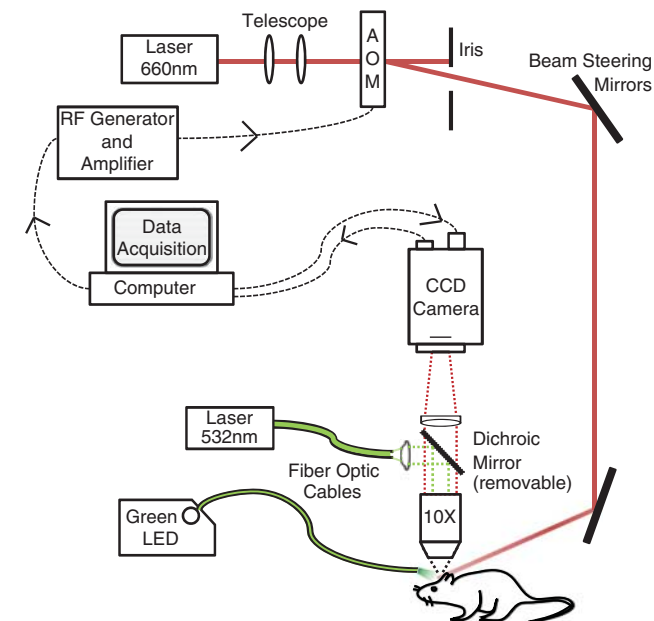 Telescope
Laser
660nm
A
O
M
Iris
Beam Steering
Mirrors
RF Generator
and
Amplifier
Data
Acquisition
Computer
CCD
Camera
Laser
532nm
Dichroic
Mirror
(removable)
Fiber Optic
Cables
10X
Green
LED